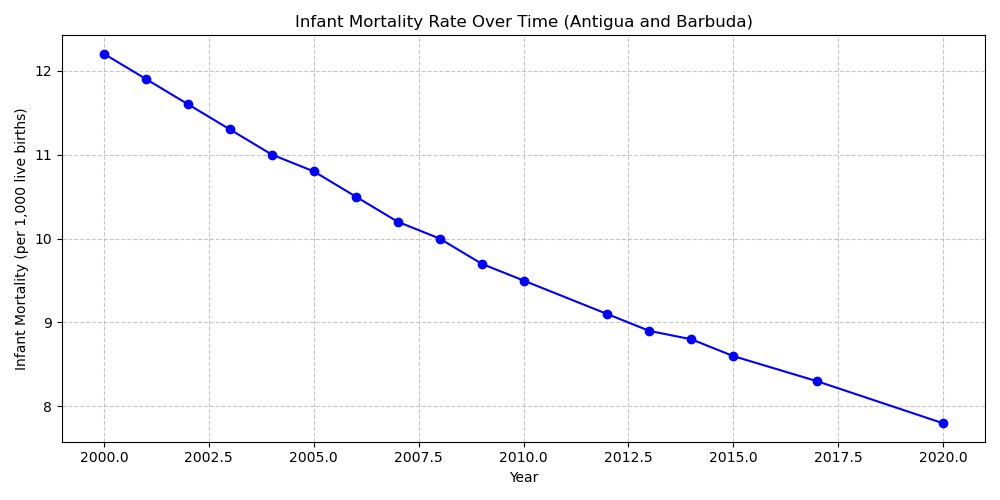 Infant Mortality Rate Over Time (Antigua and Barbuda)
Infant Mortality (per 1,000 live births)
12
11
10
9
8
2000.0 2002.5 2005.0 2007.5 2010.0 2012.5 2015.0 2017.5 2020.0
Year